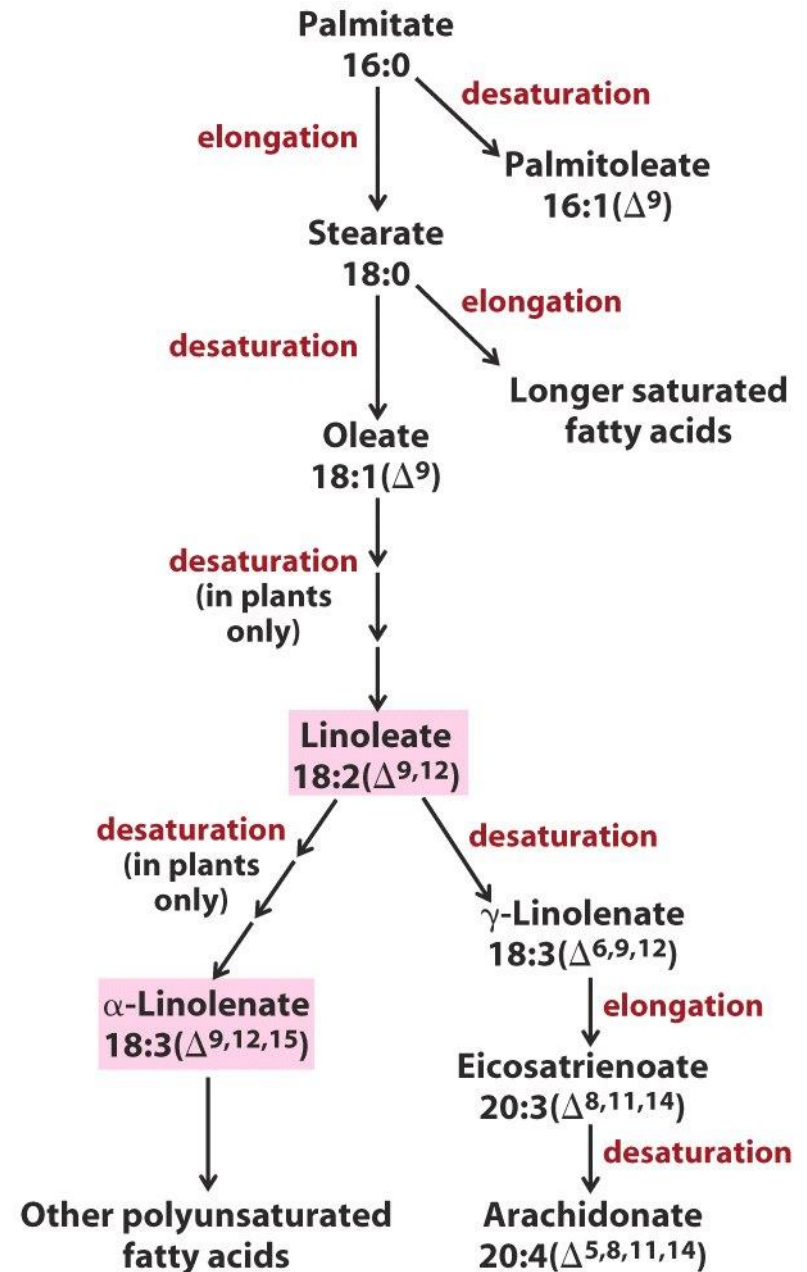 Palmitate
16:0
desaturation
elongation
Palmitoleate
16:1(Δ⁹)
Stearate
18:0
elongation
desaturation
Longer saturated
fatty acids
Oleate
18:1(Δ⁹)
desaturation
(in plants
only)
Linoleate
18:2(Δ⁹,¹²)
desaturation
(in plants
only)
desaturation
γ-Linolenate
18:3(Δ⁶,⁹,¹²)
α-Linolenate
18:3(Δ⁹,¹²,¹⁵)
elongation
Eicosatrienoate
20:3(Δ⁸,¹¹,¹⁴)
desaturation
Other polyunsaturated
fatty acids
Arachidonate
20:4(Δ⁵,⁸,¹¹,¹⁴)